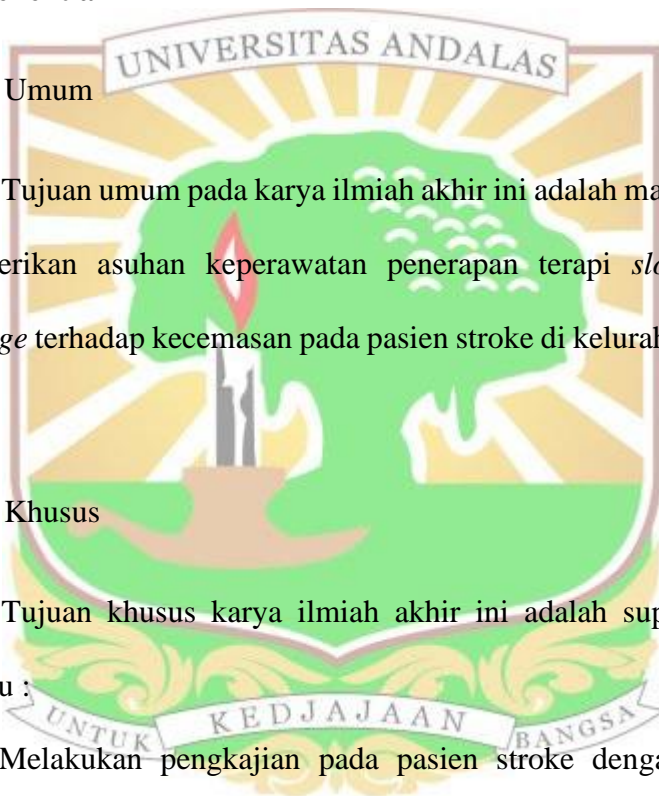 UNIVERSITAS ANDALAS
Umum
Tujuan umum pada karya ilmiah akhir ini adalah ma
erikan asuhan keperawatan penerapan terapi slo
ge terhadap kecemasan pada pasien stroke di kelurah
Khusus
Tujuan khusus karya ilmiah akhir ini adalah sup
u :
UNTUK KEDJAJAAN BANGSA
Melakukan pengkajian pada pasien stroke denga